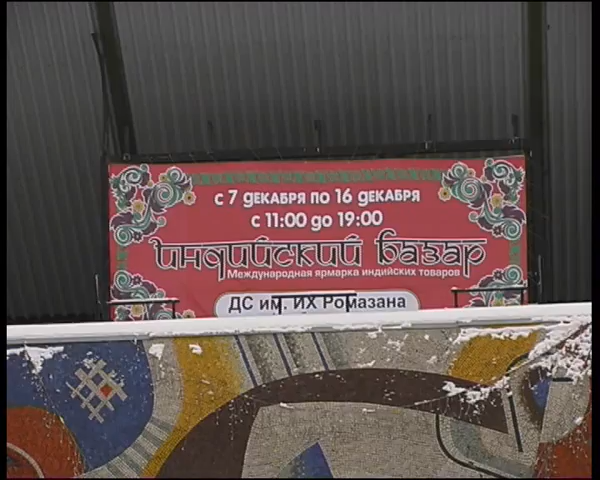 с 7 декабря по 16 декабря
с 11:00 до 19:00
индийский базар
Международная ярмарка индийских товаров
ДС им. ИХ Ромазана